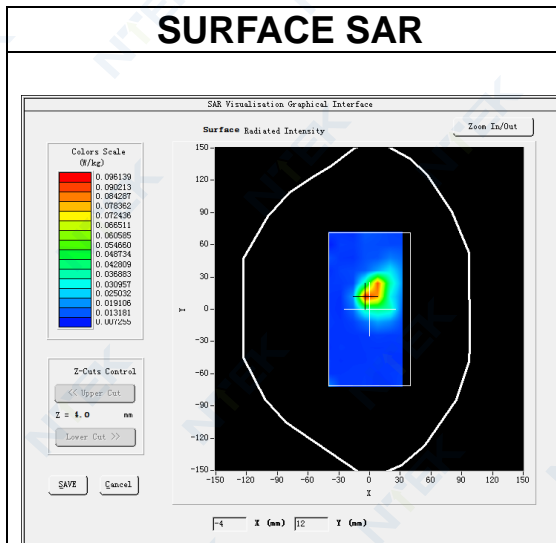 SURFACE SAR
SAR Visualisation Graphical Interface
Surface Radiated Intensity
Zoom In/Out
Colors Scale
(W/kg)
0.096139
0.090213
0.084287
0.078362
0.072436
0.066511
0.060585
0.054660
0.048734
0.042809
0.036883
0.030957
0.025032
0.019106
0.013181
0.007255
150
120
90
60
30
0
-30
-60
-90
-120
-150
Y
-150 -120 -90 -60 -30 0 30 60 90 120 150
X
Z-Cuts Control
<< Upper Cut
Z = 4.0 mm
Lower Cut >>
SAVE Cancel
-4 X (mm) 12 Y (mm)
NTEK
NTEK
NTEK
NTEK